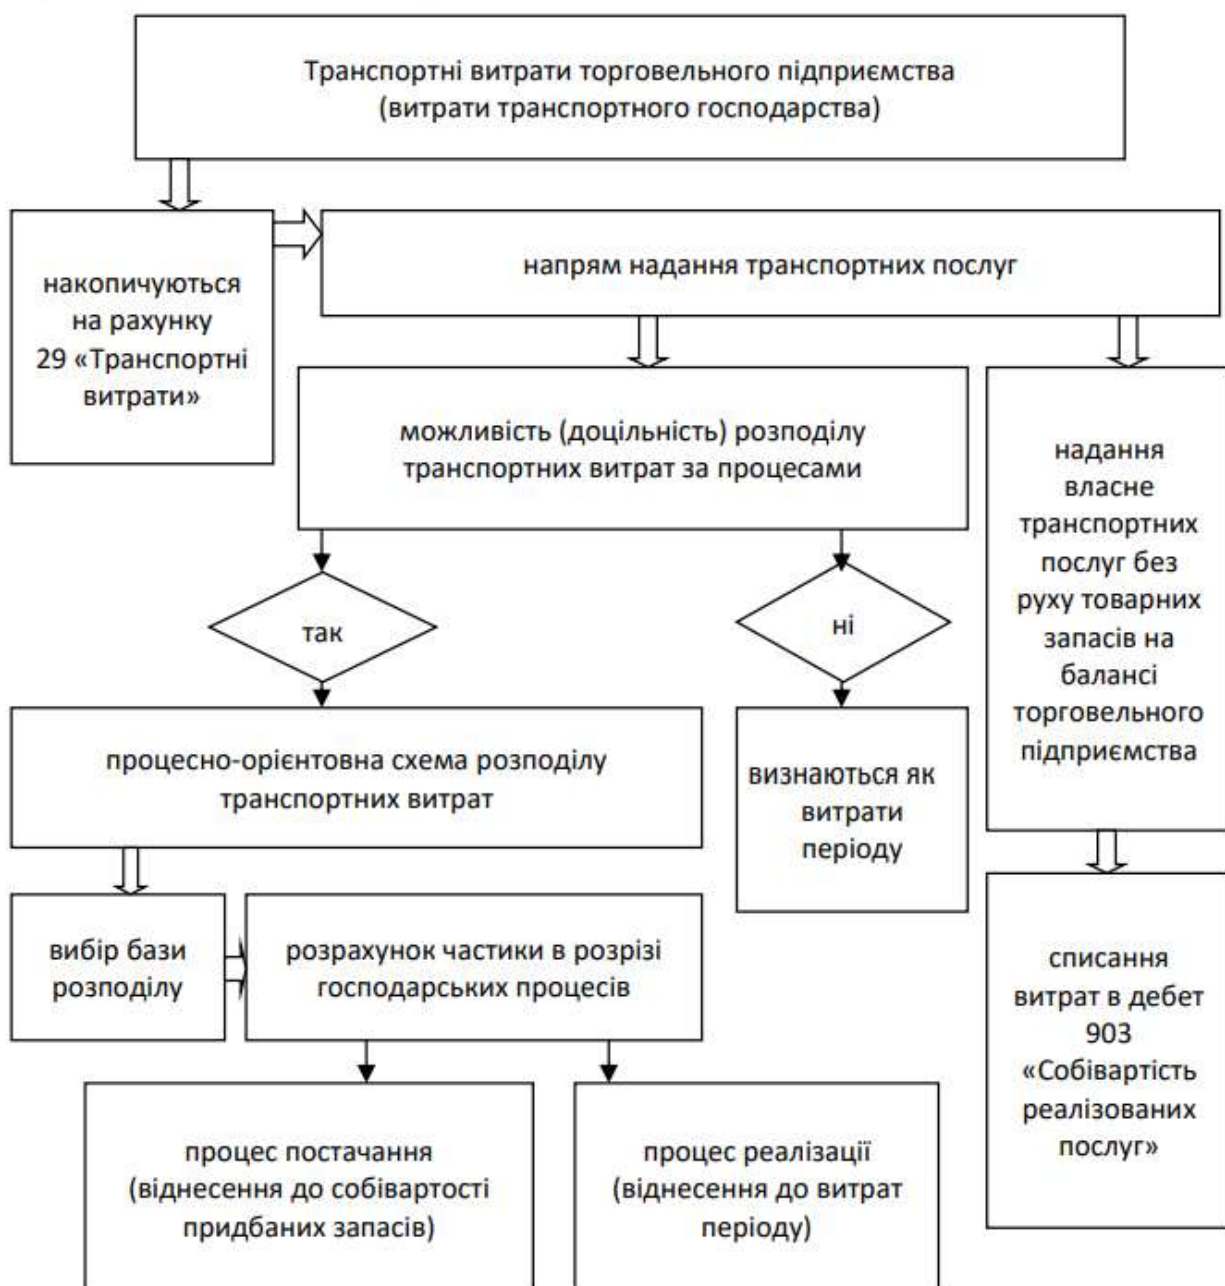 Транспортні витрати торговельного підприємства
(витрати транспортного господарства)
накопичуються
на рахунку
29 «Транспортні
витрати»
напрям надання транспортних послуг
можливість (доцільність) розподілу
транспортних витрат за процесами
надання
власне
транспортних
послуг без
руху товарних
запасів на
балансі
торговельного
підприємства
так
ні
процесно-орієнтовна схема розподілу
транспортних витрат
визнаються як
витрати
періоду
вибір бази
розподілу
розрахунок частики в розрізі
господарських процесів
списання
витрат в дебет
903
«Собівартість
реалізованих
послуг»
процес постачання
(віднесення до собівартості
придбаних запасів)
процес реалізації
(віднесення до витрат
періоду)